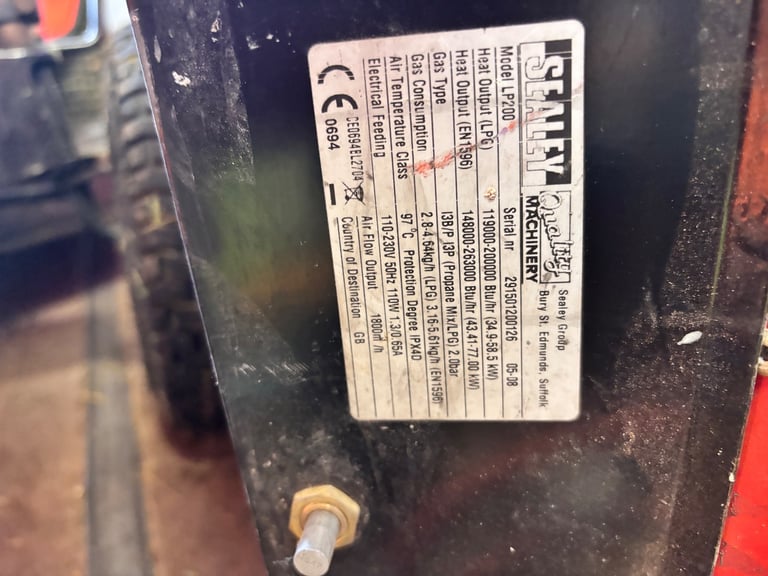 SEALEY Quality MACHINERY
Sealey Group
Bury St. Edmunds, Suffolk
Model LP200 Serial nr 291501200126 05-08
Heat Output (LPG) 119000-200000 Btu/hr (34.9-58.5 kW)
Heat Output (EN1596) 148000-263000 Btu/hr (43.41-77.00 kW)
Gas Type I3B/P I3P (Propane Mix/LPG) 2.0bar
Gas Consumption 2.8-4.64kg/h (LPG) 3.16-5.61kg/h (EN1596)
Air Temperature Class 97°C Protection Degree IPX40
Electrical Feeding 110-230V 50Hz 110W 1.3/0.65A
Air Flow Output 1800m³/h
CE 0694 CE0694EL2704 Country of Destination GB